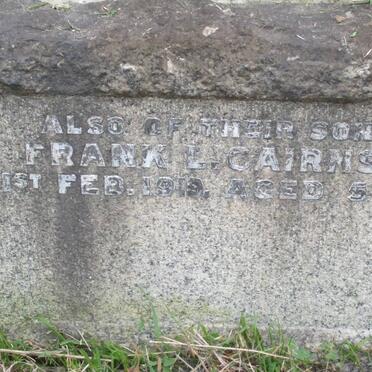 ALSO OF THEIR SON
FRANK L. CAIRNS
1ST FEB. 1919, AGED 5